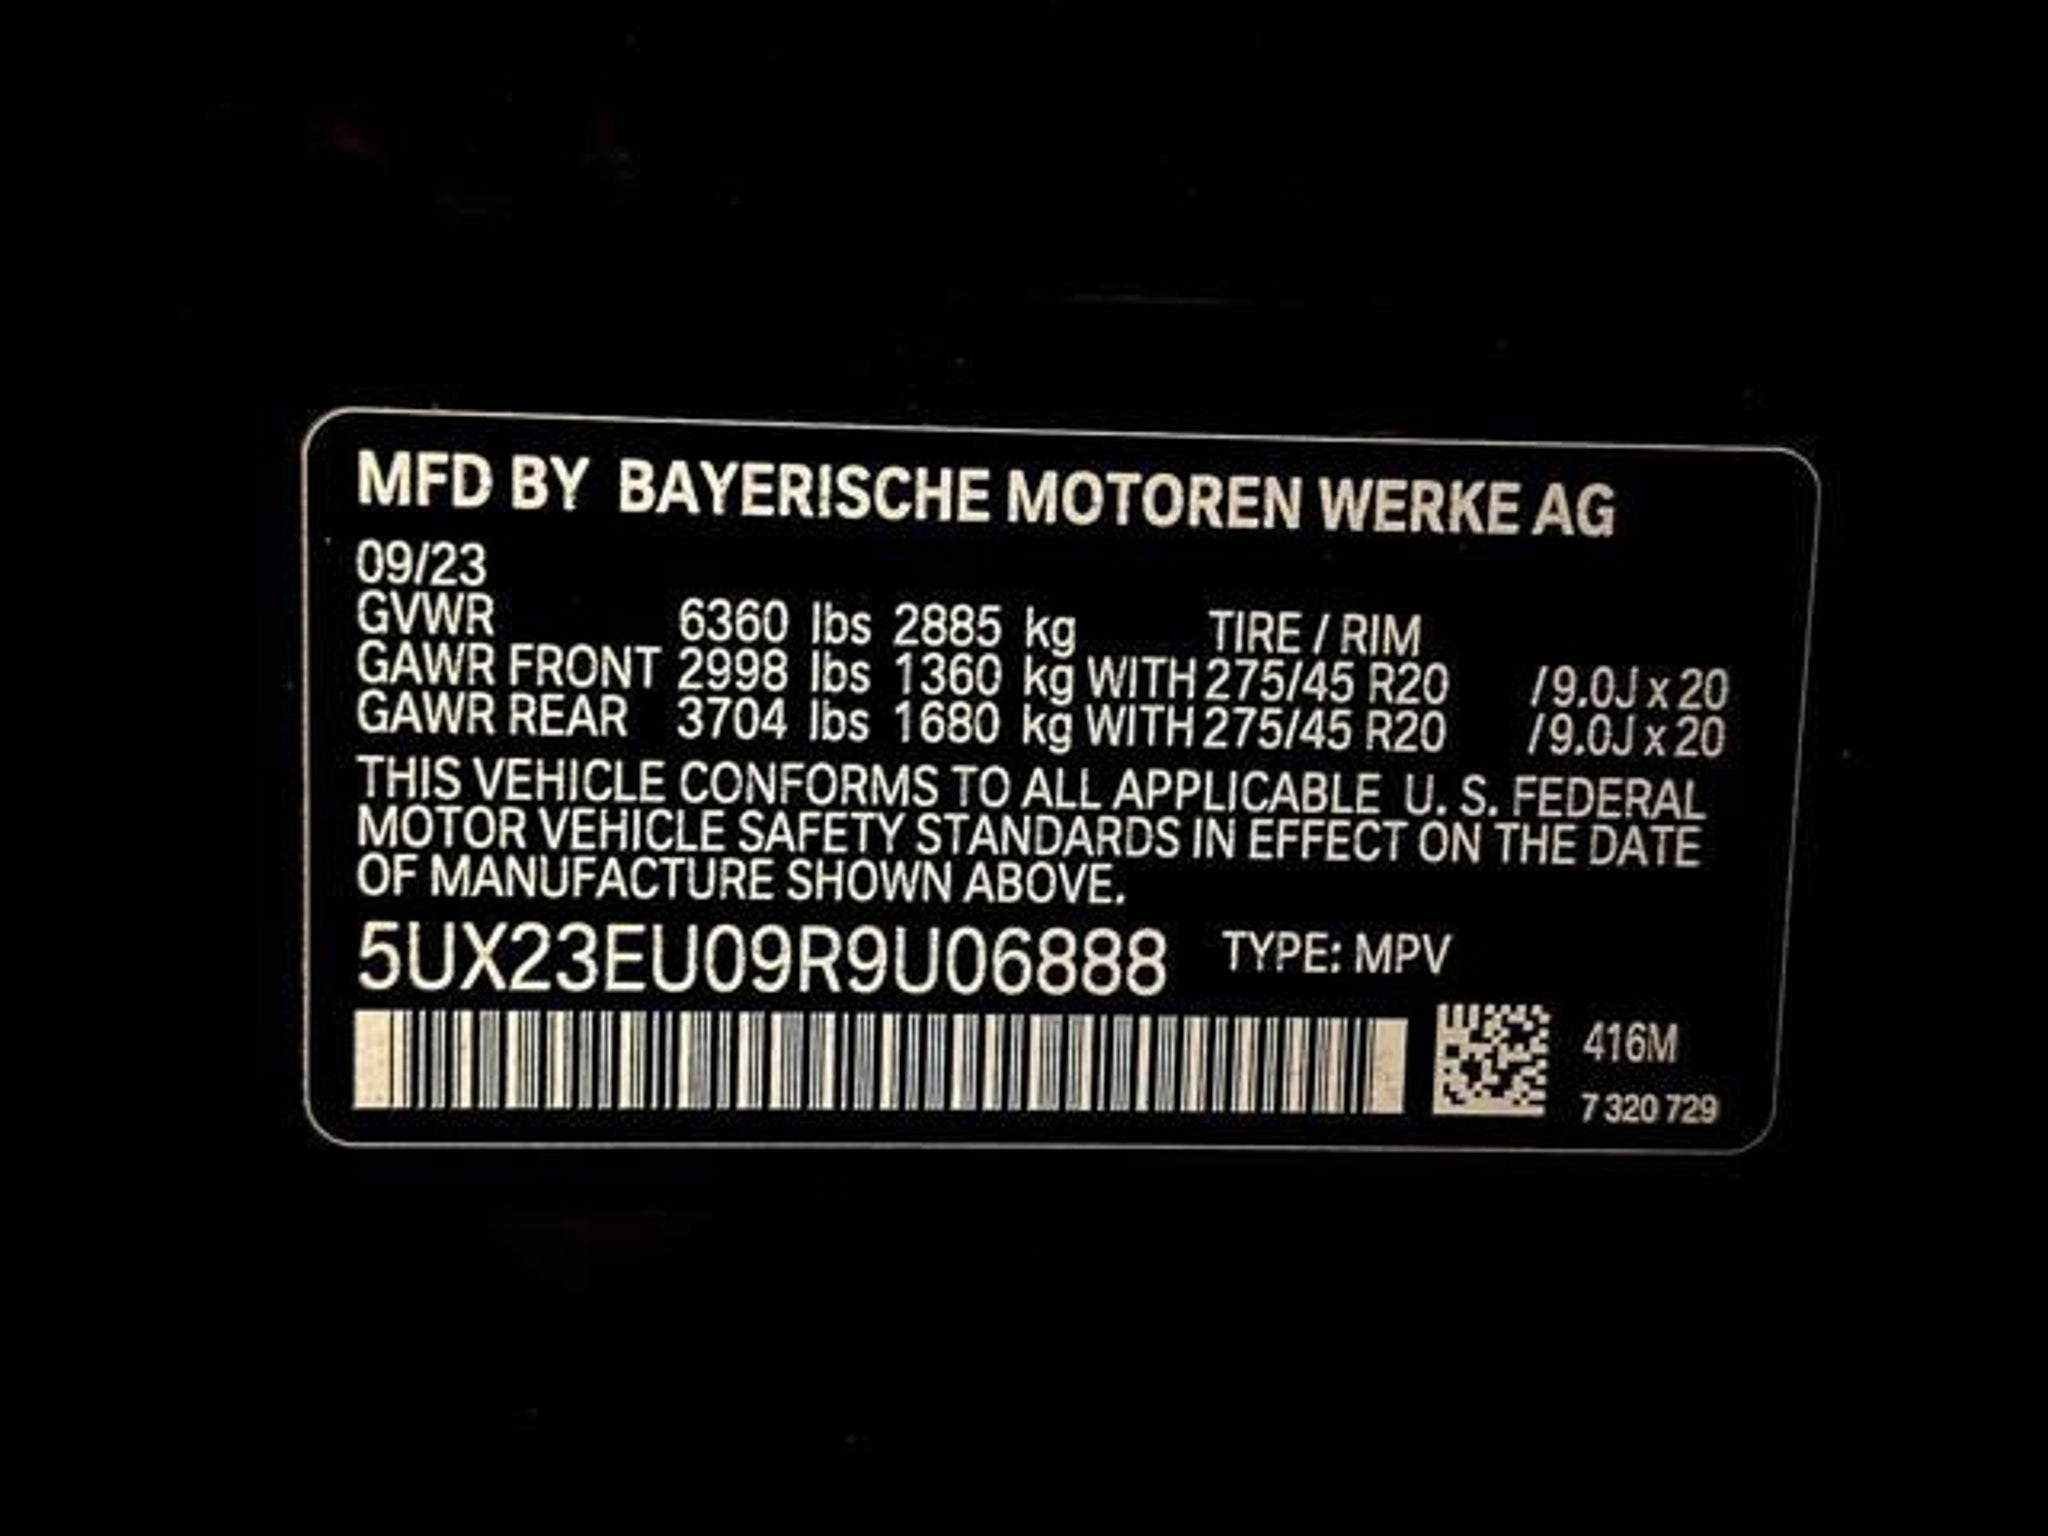 MFD BY BAYERISCHE MOTOREN WERKE AG
09/23
GVWR 6360 lbs 2885 kg TIRE / RIM
GAWR FRONT 2998 lbs 1360 kg WITH 275/45 R20 / 9.0J x 20
GAWR REAR 3704 lbs 1680 kg WITH 275/45 R20 / 9.0J x 20
THIS VEHICLE CONFORMS TO ALL APPLICABLE U. S. FEDERAL
MOTOR VEHICLE SAFETY STANDARDS IN EFFECT ON THE DATE
OF MANUFACTURE SHOWN ABOVE.
5UX23EU09R9U06888 TYPE: MPV
416M
7 320 729